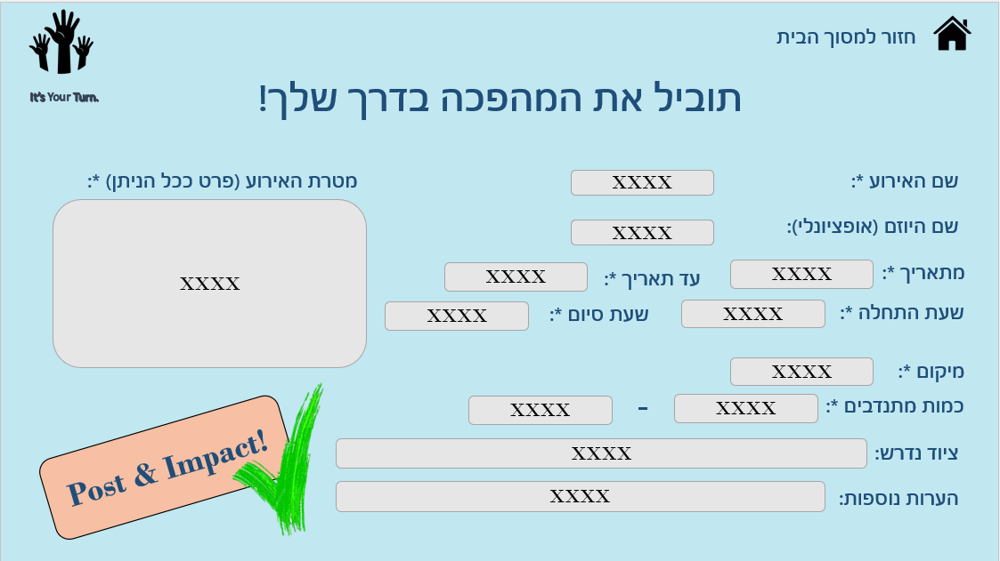 חזור למסוך הבית
It's Your Turn.
תוביל את המהפכה בדרך שלך!
שם האירוע *: XXXX
מטרת האירוע (פרט ככל הניתן) *:
XXXX
שם היוזם (אופציונלי): XXXX
מתאריך *: XXXX עד תאריך *: XXXX
שעת התחלה *: XXXX שעת סיום *: XXXX
מיקום *: XXXX
כמות מתנדבים *: XXXX - XXXX
ציוד נדרש: XXXX
הערות נוספות: XXXX
Post & Impact!